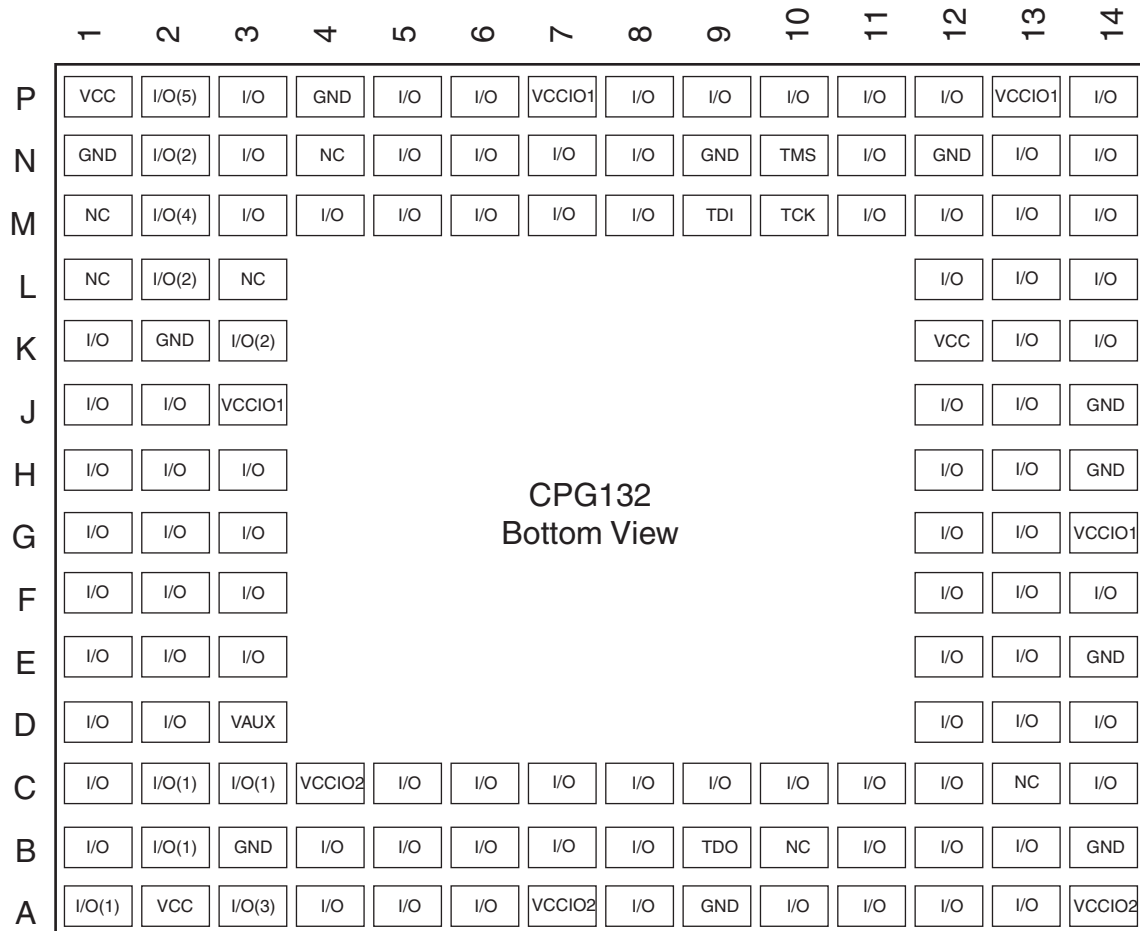 1 2 3 4 5 6 7 8 9 10 11 12 13 14
P VCC I/O(5) I/O GND I/O I/O VCCIO1 I/O I/O I/O I/O I/O VCCIO1 I/O
N GND I/O(2) I/O NC I/O I/O I/O I/O GND TMS I/O GND I/O I/O
M NC I/O(4) I/O I/O I/O I/O I/O I/O TDI TCK I/O I/O I/O I/O
L NC I/O(2) NC I/O I/O I/O
K I/O GND I/O(2) VCC I/O I/O
J I/O I/O VCCIO1 I/O I/O GND
H I/O I/O I/O I/O I/O GND
CPG132
G I/O I/O I/O Bottom View I/O I/O VCCIO1
F I/O I/O I/O I/O I/O I/O
E I/O I/O I/O I/O I/O GND
D I/O I/O VAUX I/O I/O I/O
C I/O I/O(1) I/O(1) VCCIO2 I/O I/O I/O I/O I/O I/O I/O I/O NC I/O
B I/O I/O(1) GND I/O I/O I/O I/O I/O TDO NC I/O I/O I/O GND
A I/O(1) VCC I/O(3) I/O I/O I/O VCCIO2 I/O GND I/O I/O I/O I/O VCCIO2